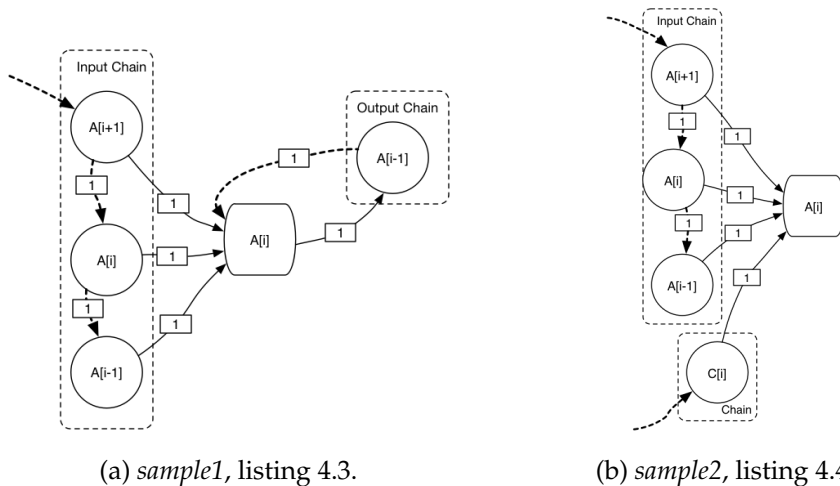 Input Chain
A[i+1]
1
1
A[i]
1
1
A[i-1]
1
A[i]
1
1
Output Chain
A[i-1]
(a) sample1, listing 4.3.
Input Chain
A[i+1]
1
1
A[i]
1
1
1
A[i-1]
A[i]
1
C[i]
Chain
(b) sample2, listing 4.4